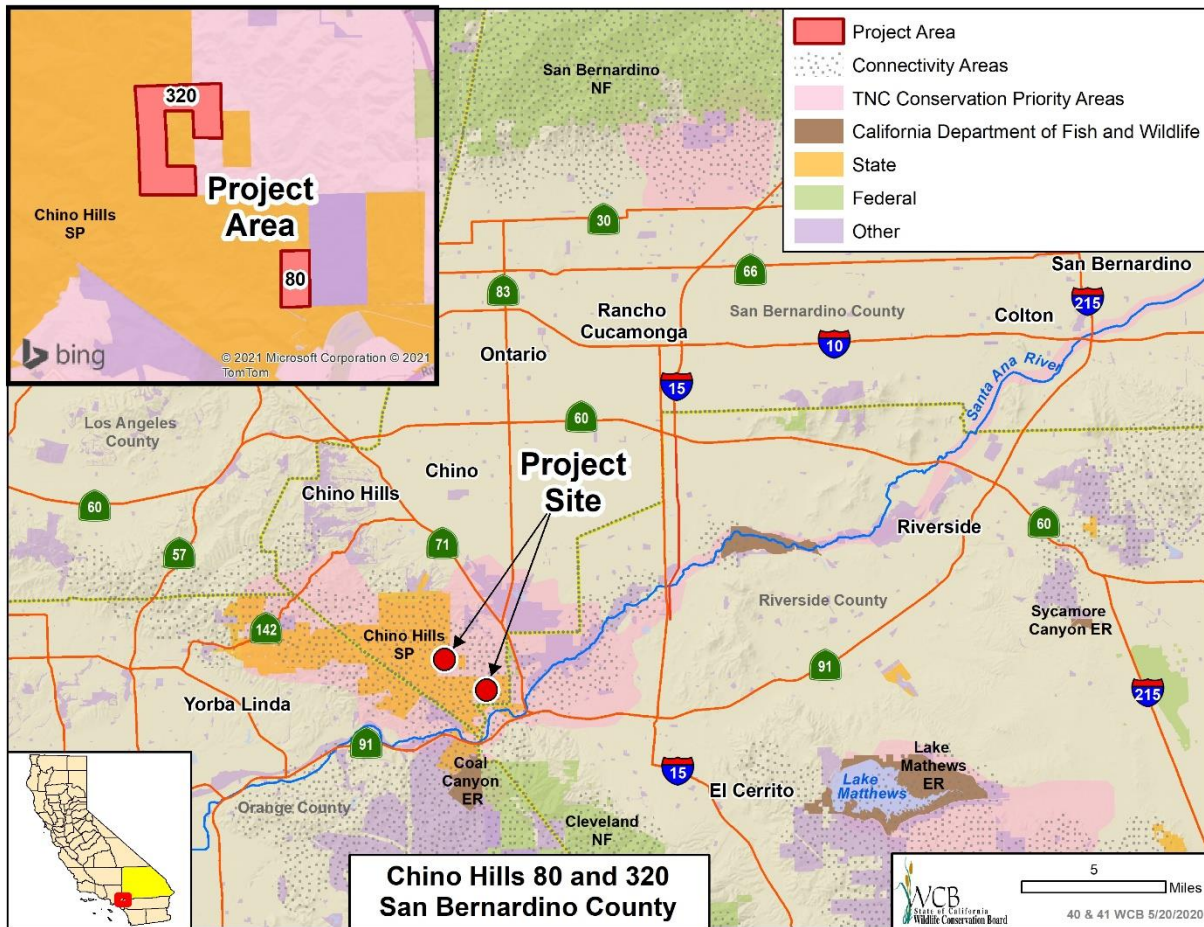 320
Project
Area
Chino Hills
SP
80
bing
© 2021 Microsoft Corporation © 2021
TomTom
Project Area
Connectivity Areas
TNC Conservation Priority Areas
California Department of Fish and Wildlife
State
Federal
Other
San Bernardino
NF
30
66
83
San Bernardino
215
Rancho
Cucamonga
San Bernardino County
Colton
10
Ontario
15
Santa Ana River
Los Angeles
County
60
Chino
Project
Site
Chino Hills
60
57
71
Riverside
60
Riverside County
142
Chino Hills
SP
Sycamore
Canyon ER
91
215
Yorba Linda
91
Coal
Canyon
ER
15
El Cerrito
Lake
Mathews
ER
Lake
Matthews
Orange County
Cleveland
NF
Chino Hills 80 and 320
San Bernardino County
WCB
State of California
Wildlife Conservation Board
5
Miles
40 & 41 WCB 5/20/2020